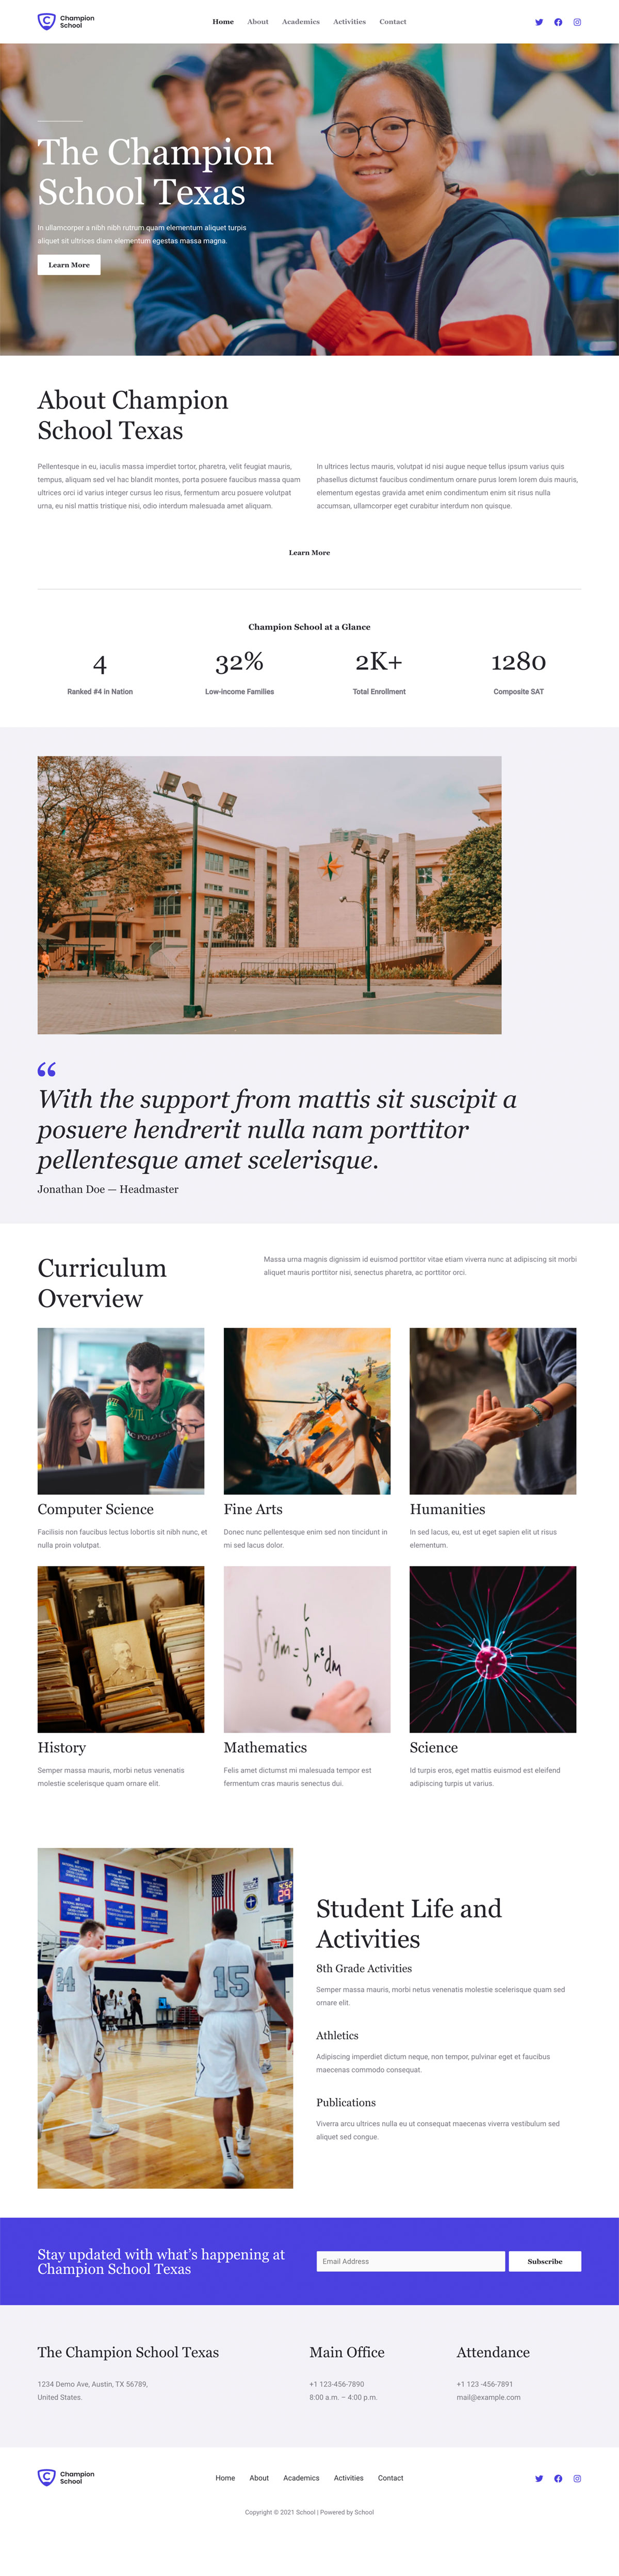 Champion
School
Home
About
Academics
Activities
Contact
The Champion
School Texas
In ullamcorper a nibh nibh rutrum quam elementum aliquet turpis
aliquet sit ultrices diam elementum egestas massa magna.
Learn More
About Champion
School Texas
Pellentesque in eu, iaculis massa imperdiet tortor, pharetra, velit feugiat mauris,
tempus, aliquam sed vel hac blandit montes, porta posuere faucibus massa quam
ultrices orci id varius integer cursus leo risus, fermentum arcu posuere volutpat
urna, eu nisl mattis tristique nisi, odio interdum malesuada amet aliquam.
In ultrices lectus mauris, volutpat id nisi augue neque tellus ipsum varius quis
phasellus dictumst faucibus condimentum ornare purus lorem lorem duis mauris,
elementum egestas gravida amet enim condimentum enim sit risus nulla
accumsan, ullamcorper eget curabitur interdum non quisque.
Learn More
Champion School at a Glance
4
Ranked #4 in Nation
32%
Low-income Families
2K+
Total Enrollment
1280
Composite SAT
“
With the support from mattis sit suscipit a
posuere hendrerit nulla nam porttitor
pellentesque amet scelerisque.
Jonathan Doe — Headmaster
Curriculum
Overview
Massa urna magnis dignissim id euismod porttitor vitae etiam viverra nunc at adipiscing sit morbi
aliquet mauris porttitor nisi, senectus pharetra, ac porttitor orci.
Computer Science
Facilisis non faucibus lectus lobortis sit nibh nunc, et
nulla proin volutpat.
Fine Arts
Donec nunc pellentesque enim sed non tincidunt in
mi sed lacus dolor.
Humanities
In sed lacus, eu, est ut eget sapien elit ut risus
elementum.
History
Semper massa mauris, morbi netus venenatis
molestie scelerisque quam ornare elit.
Mathematics
Felis amet dictumst mi malesuada tempor est
fermentum cras mauris senectus dui.
Science
Id turpis eros, eget mattis euismod est eleifend
adipiscing turpis ut varius.
15
Student Life and
Activities
8th Grade Activities
Semper massa mauris, morbi netus venenatis molestie scelerisque quam sed
ornare elit.
Athletics
Adipiscing imperdiet dictum neque, non tempor, pulvinar eget et faucibus
maecenas commodo consequat.
Publications
Viverra arcu ultrices nulla eu ut consequat maecenas viverra vestibulum sed
aliquet sed congue.
Stay updated with what’s happening at
Champion School Texas
Email Address
Subscribe
The Champion School Texas
1234 Demo Ave, Austin, TX 56789,
United States.
Main Office
+1 123-456-7890
8:00 a.m. – 4:00 p.m.
Attendance
+1 123 -456-7891
mail@example.com
Champion
School
Home
About
Academics
Activities
Contact
Copyright © 2021 School | Powered by School